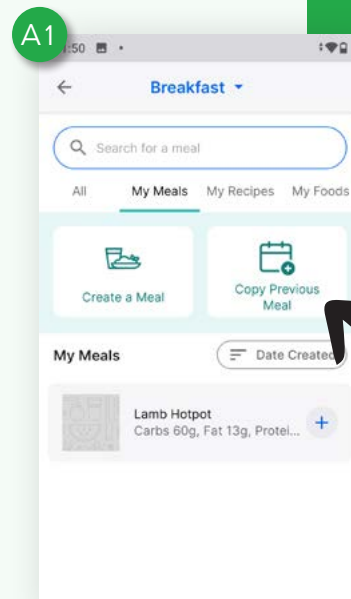 A1
:50
Breakfast
Search for a meal
All My Meals My Recipes My Foods
Create a Meal
Copy Previous
Meal
My Meals
Date Created
Lamb Hotpot
Carbs 60g, Fat 13g, Protei...